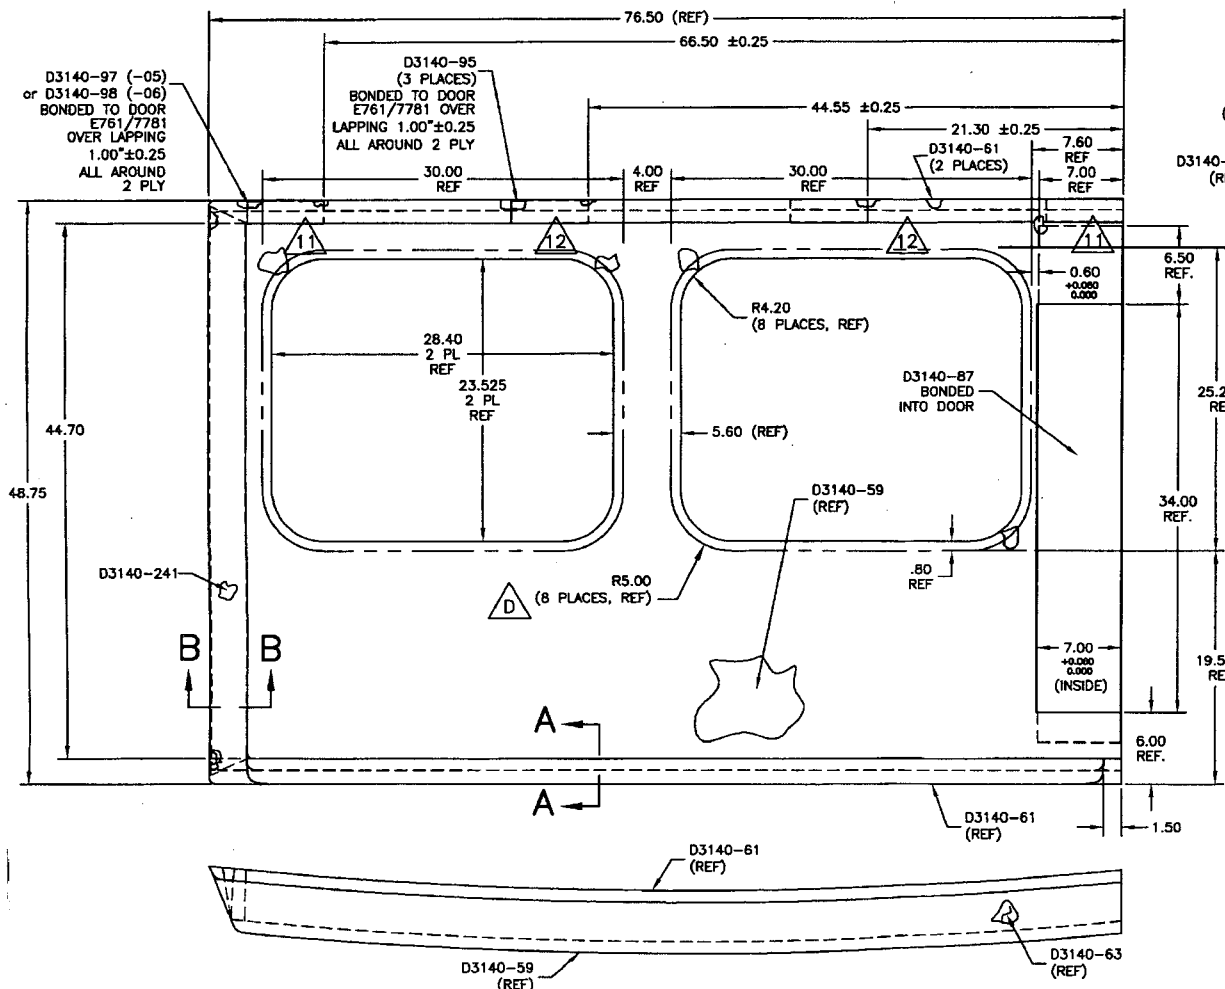 76.50 (REF)
66.50 ±0.25
D3140-97 (-05)
or D3140-98 (-06)
BONDED TO DOOR
E761/7781
OVER LAPPING
1.00"±0.25
ALL AROUND
2 PLY
D3140-95
(3 PLACES)
BONDED TO DOOR
E761/7781 OVER
LAPPING 1.00"±0.25
ALL AROUND 2 PLY
44.55 ±0.25
21.30 ±0.25
D3140-61
(2 PLACES)
7.60
REF
7.00
REF
D3140-
30.00
REF
4.00
REF
30.00
REF
11
12
12
11
6.50
REF.
0.60
+0.060
0.000
R4.20
(8 PLACES, REF)
28.40
2 PL
REF
23.525
2 PL
REF
D3140-87
BONDED
INTO DOOR
25.2
44.70
5.60 (REF)
48.75
D3140-59
(REF)
34.00
REF.
D3140-241
.80
REF
R5.00
(8 PLACES, REF)
D
B B
7.00
+0.060
0.000
(INSIDE)
19.5
A
6.00
REF.
A
D3140-61
(REF)
1.50
D3140-61
(REF)
D3140-59
(REF)
D3140-63
(REF)